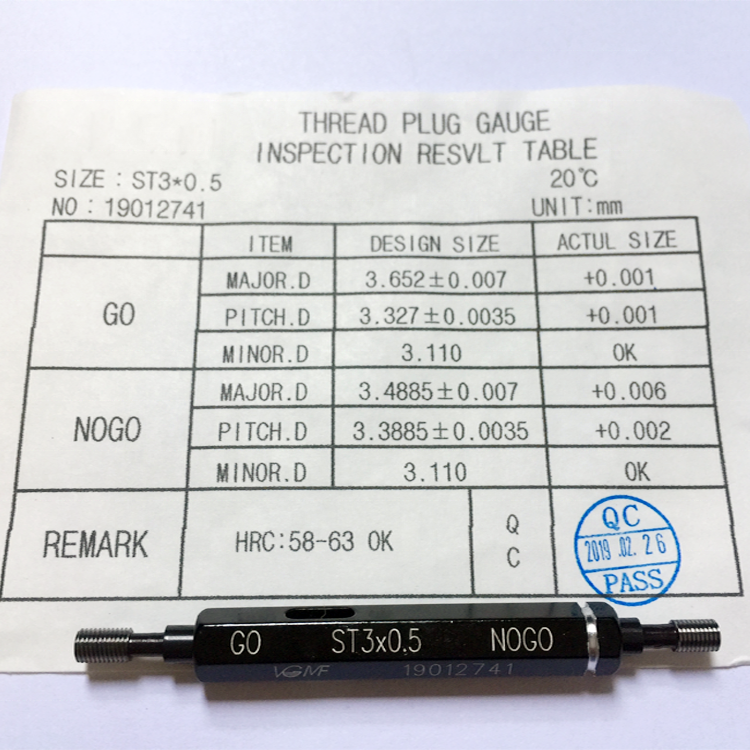 THREAD PLUG GAUGE
INSPECTION RESVLT TABLE
SIZE : ST3*0.5 20℃
NO : 19012741 UNIT:mm
ITEM DESIGN SIZE ACTUL SIZE
GO MAJOR.D 3.652±0.007 +0.001
PITCH.D 3.327±0.0035 +0.001
MINOR.D 3.110 OK
NOGO MAJOR.D 3.4885±0.007 +0.006
PITCH.D 3.3885±0.0035 +0.002
MINOR.D 3.110 OK
REMARK HRC:58-63 OK QC
QC
2019.02.26
PASS
GO ST3x0.5 NOGO
VGMF 19012741